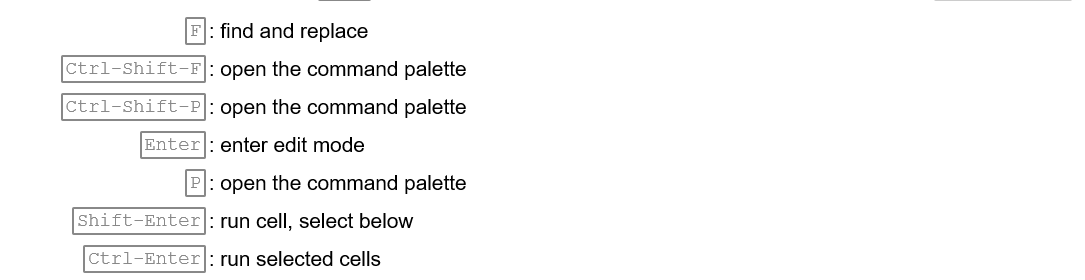 F : find and replace
Ctrl-Shift-F : open the command palette
Ctrl-Shift-P : open the command palette
Enter : enter edit mode
P : open the command palette
Shift-Enter : run cell, select below
Ctrl-Enter : run selected cells